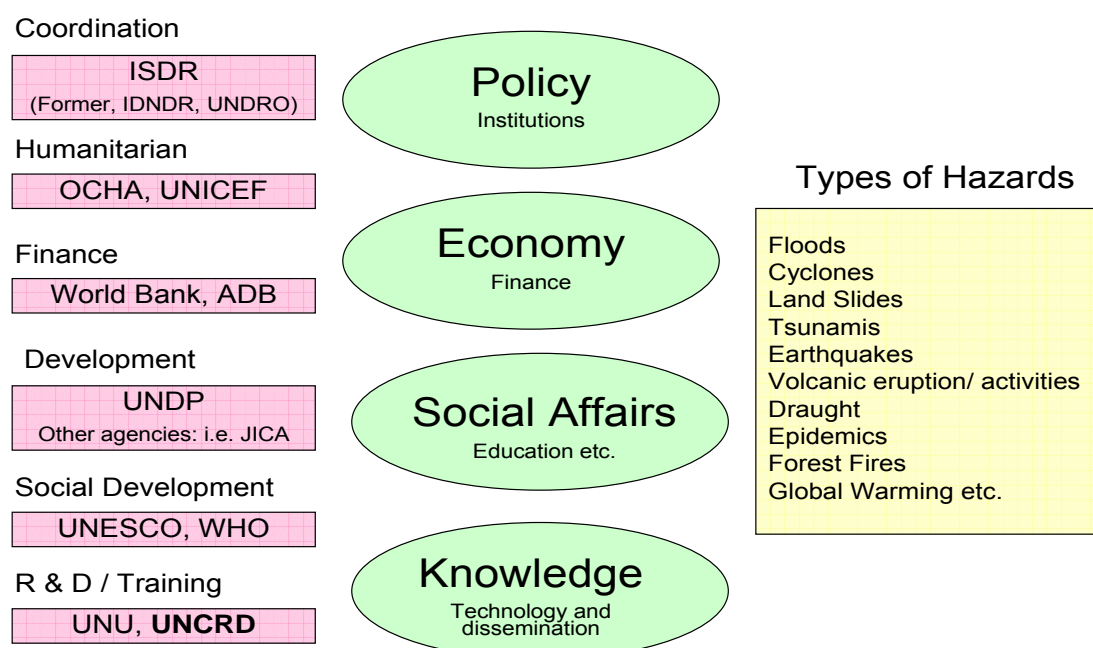 Coordination
ISDR
(Former, IDNDR, UNDRO)
Humanitarian
OCHA, UNICEF
Finance
World Bank, ADB
Development
UNDP
Other agencies: i.e. JICA
Social Development
UNESCO, WHO
R & D / Training
UNU, UNCRD
Policy
Institutions
Economy
Finance
Social Affairs
Education etc.
Knowledge
Technology and
dissemination
Types of Hazards
Floods
Cyclones
Land Slides
Tsunamis
Earthquakes
Volcanic eruption/ activities
Draught
Epidemics
Forest Fires
Global Warming etc.